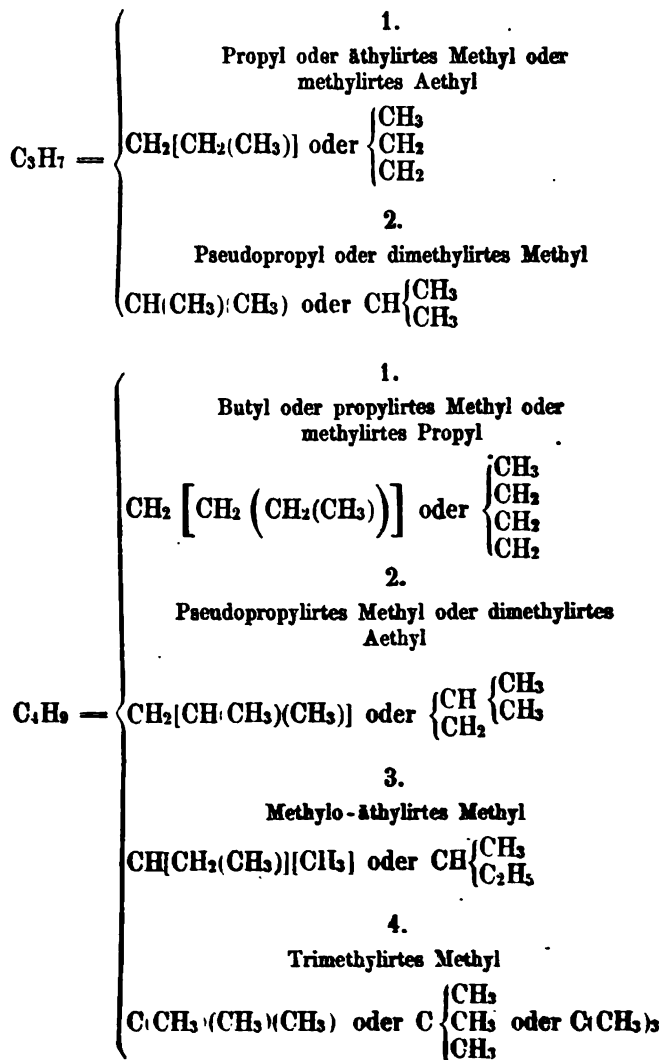 1.
Propyl oder äthylirtes Methyl oder
methylirtes Aethyl
C₃H₇ = CH₂[CH₂(CH₃)] oder {CH₃
CH₂
CH₂
2.
Pseudopropyl oder dimethylirtes Methyl
CH(CH₃)(CH₃) oder CH{CH₃
CH₃
1.
Butyl oder propylirtes Methyl oder
methylirtes Propyl
CH₂[CH₂(CH₂(CH₃))] oder {CH₃
CH₂
CH₂
CH₂
2.
Pseudopropylirtes Methyl oder dimethylirtes
Aethyl
C₄H₉ = CH₂[CH(CH₃)(CH₃)] oder {CH {CH₃
CH₂ CH₃
3.
Methylo-äthylirtes Methyl
CH[CH₂(CH₃)][CH₃] oder CH{CH₃
C₂H₅
4.
Trimethylirtes Methyl
C(CH₃)(CH₃)(CH₃) oder C{CH₃
CH₃ oder C(CH₃)₃
CH₃